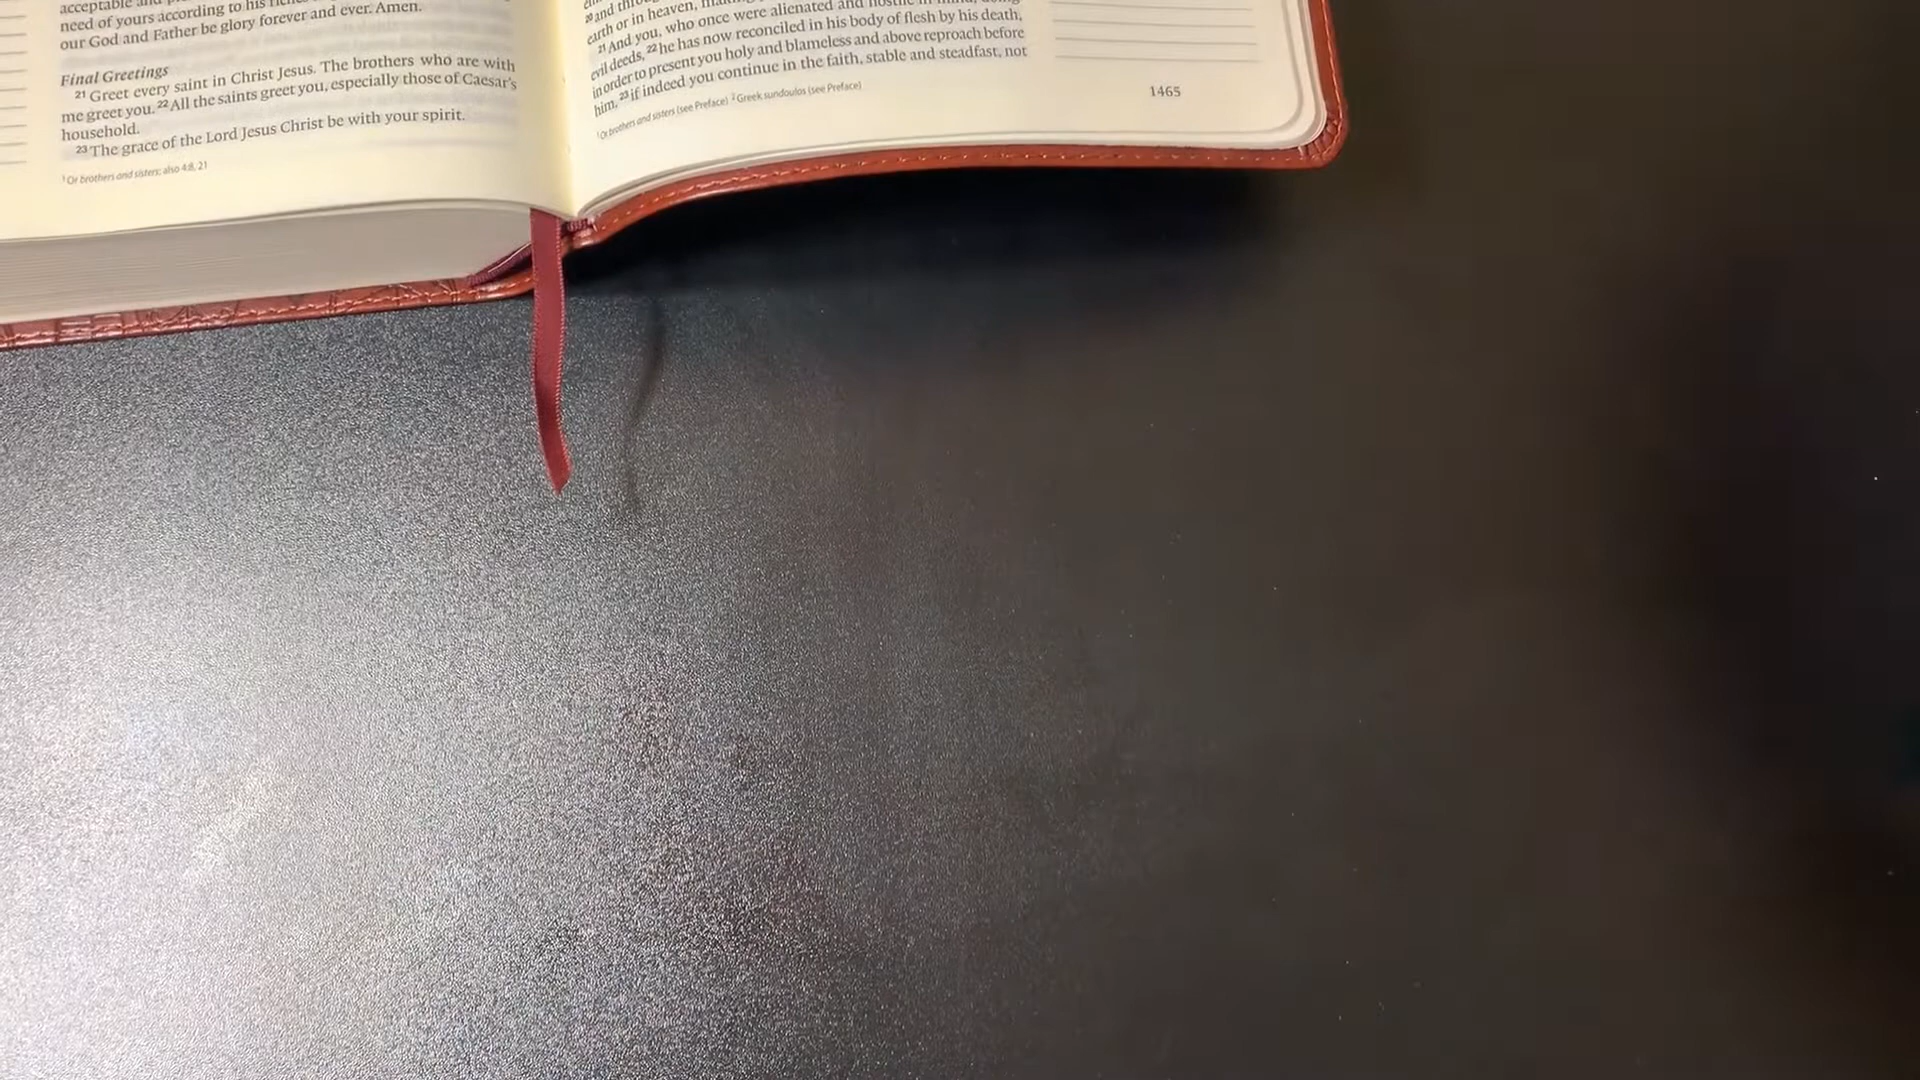 acceptable and
need of yours according to his riches
our God and Father be glory forever and ever. Amen.
Final Greetings
21 Greet every saint in Christ Jesus. The brothers who are with
me greet you. 22 All the saints greet you, especially those of Caesar's
household.
23 The grace of the Lord Jesus Christ be with your spirit.
1 Or brothers and sisters; also 4:8, 21
20 and through
earth or in heaven, making
21 And you, who once were alienated and hostile in mind, doing
evil deeds, 22 he has now reconciled in his body of flesh by his death,
in order to present you holy and blameless and above reproach before
him, 23 if indeed you continue in the faith, stable and steadfast, not
1 Or brothers and sisters (see Preface) 2 Greek sundoulos (see Preface)
1465